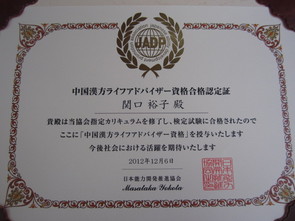 JADP
中国漢方ライフアドバイザー資格合格認定証
関口 裕子 殿
貴殿は当協会指定カリキュラムを修了し、検定試験に合格されたので
ここに「中国漢方ライフアドバイザー資格」を授与いたします
今後社会における活躍を期待いたします
2012年12月6日
日本能力開発推進協会
Masataka Yokota